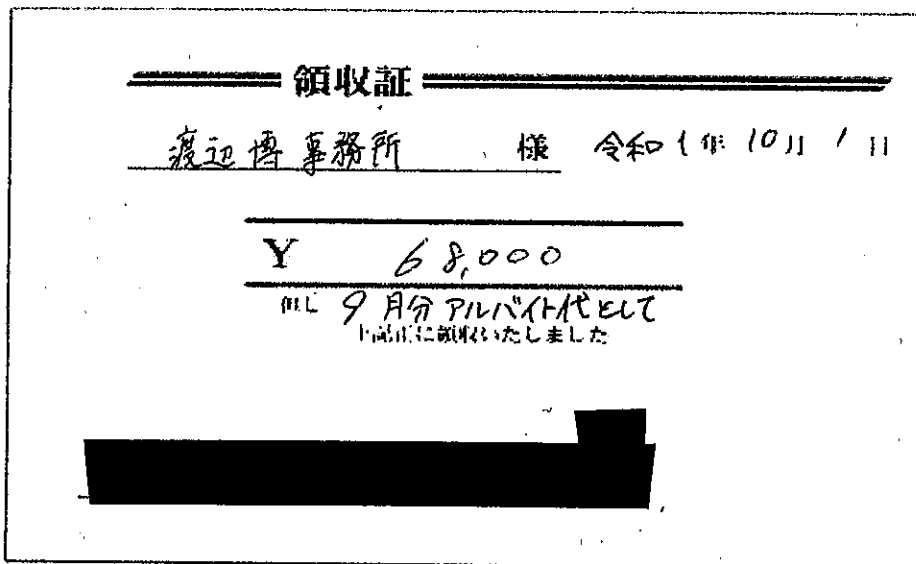 領収証
渡辺博事務所 様 令和1年10月1日
¥ 68,000
但し 9月分アルバイト代として
上記正に領収いたしました